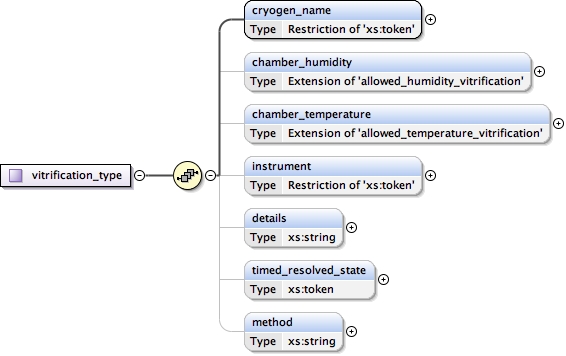 cryogen_name
Type Restriction of 'xs:token'
chamber_humidity
Type Extension of 'allowed_humidity_vitrification'
chamber_temperature
Type Extension of 'allowed_temperature_vitrification'
vitrification_type
instrument
Type Restriction of 'xs:token'
details
Type xs:string
timed_resolved_state
Type xs:token
method
Type xs:string